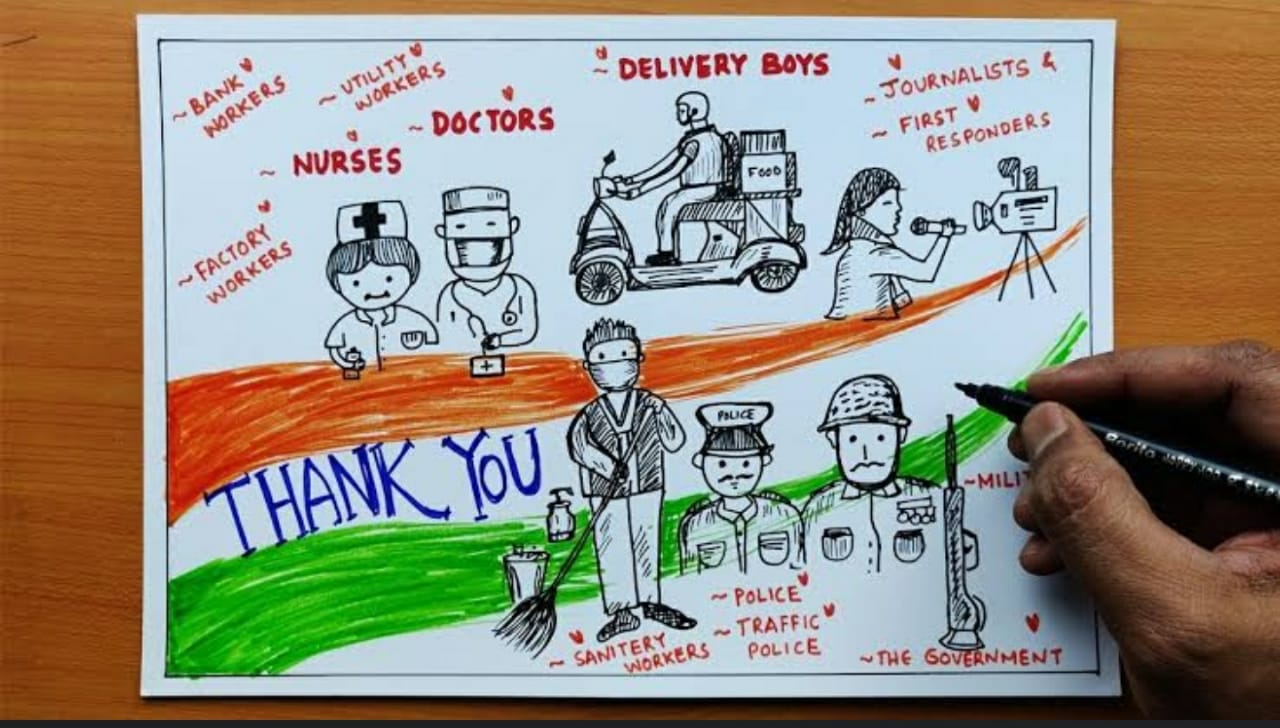 ~ BANK
WORKERS
~ UTILITY
WORKERS
~ DELIVERY BOYS
~ JOURNALISTS &
~ FIRST
RESPONDERS
~ DOCTORS
~ NURSES
~ FACTORY
WORKERS
FOOD
THANK YOU
POLICE
~ POLICE
~ TRAFFIC
POLICE
~ SANITERY
WORKERS
~ THE GOVERNMENT